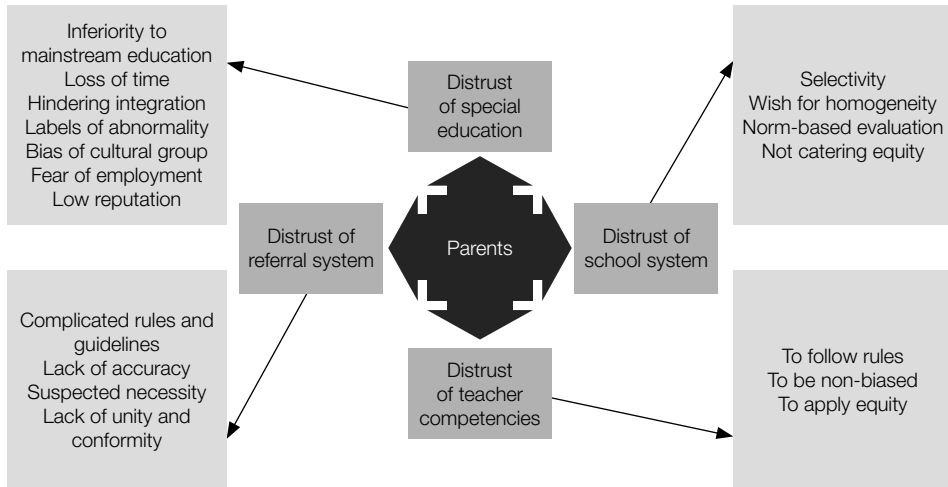 Inferiority to
mainstream education
Loss of time
Hindering integration
Labels of abnormality
Bias of cultural group
Fear of employment
Low reputation
Distrust
of special
education
Selectivity
Wish for homogeneity
Norm-based evaluation
Not catering equity
Distrust of
referral system
Parents
Distrust of
school system
Complicated rules and
guidelines
Lack of accuracy
Suspected necessity
Lack of unity and
conformity
Distrust
of teacher
competencies
To follow rules
To be non-biased
To apply equity